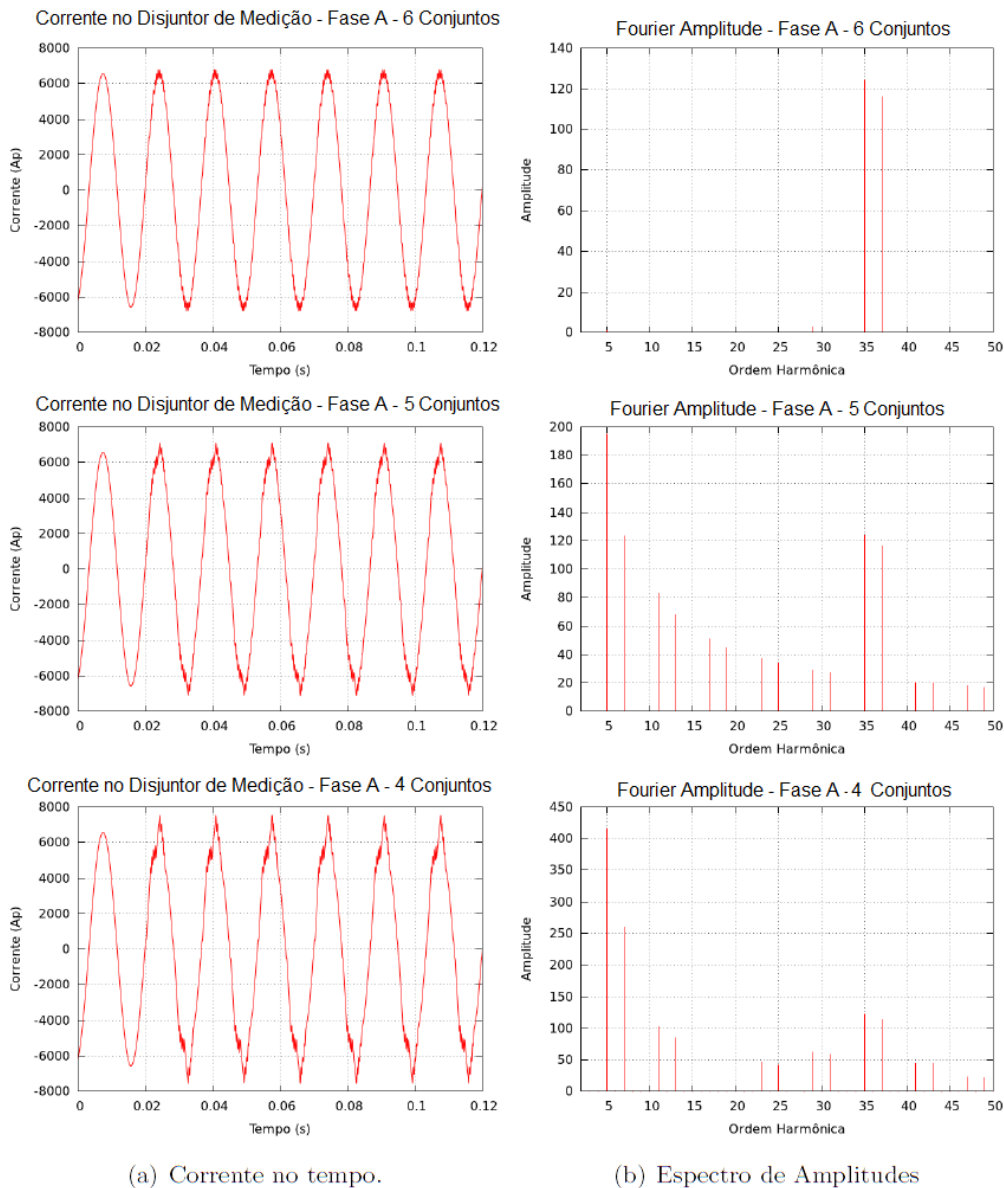 Corrente no Disjuntor de Medição - Fase A - 6 Conjuntos
8000
6000
4000
2000
0
-2000
-4000
-6000
-8000
Corrente (Ap)
0 0.02 0.04 0.06 0.08 0.1 0.12
Tempo (s)
Fourier Amplitude - Fase A - 6 Conjuntos
140
120
100
80
60
40
20
0
Amplitude
5 10 15 20 25 30 35 40 45 50
Ordem Harmônica
Corrente no Disjuntor de Medição - Fase A - 5 Conjuntos
8000
6000
4000
2000
0
-2000
-4000
-6000
-8000
Corrente (Ap)
0 0.02 0.04 0.06 0.08 0.1 0.12
Tempo (s)
Fourier Amplitude - Fase A - 5 Conjuntos
200
180
160
140
120
100
80
60
40
20
0
Amplitude
5 10 15 20 25 30 35 40 45 50
Ordem Harmônica
Corrente no Disjuntor de Medição - Fase A - 4 Conjuntos
8000
6000
4000
2000
0
-2000
-4000
-6000
-8000
Corrente (Ap)
0 0.02 0.04 0.06 0.08 0.1 0.12
Tempo (s)
Fourier Amplitude - Fase A - 4 Conjuntos
450
400
350
300
250
200
150
100
50
0
Amplitude
5 10 15 20 25 30 35 40 45 50
Ordem Harmônica
(a) Corrente no tempo.
(b) Espectro de Amplitudes